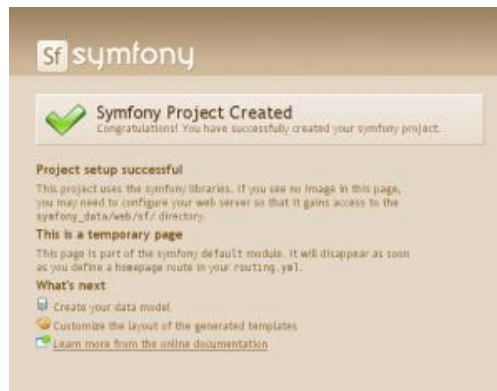 Sf symfony
Symfony Project Created
Congratulations! You have successfully created your symfony project.
Project setup successful
This project uses the symfony libraries. If you see no image in this page,
you may need to configure your web server so that it gains access to the
symfony_data/web/sf/ directory.
This is a temporary page
This page is part of the symfony default module. It will disappear as soon
as you define a homepage route in your routing.yml.
What's next
Create your data model
Customize the layout of the generated templates
Learn more from the online documentation